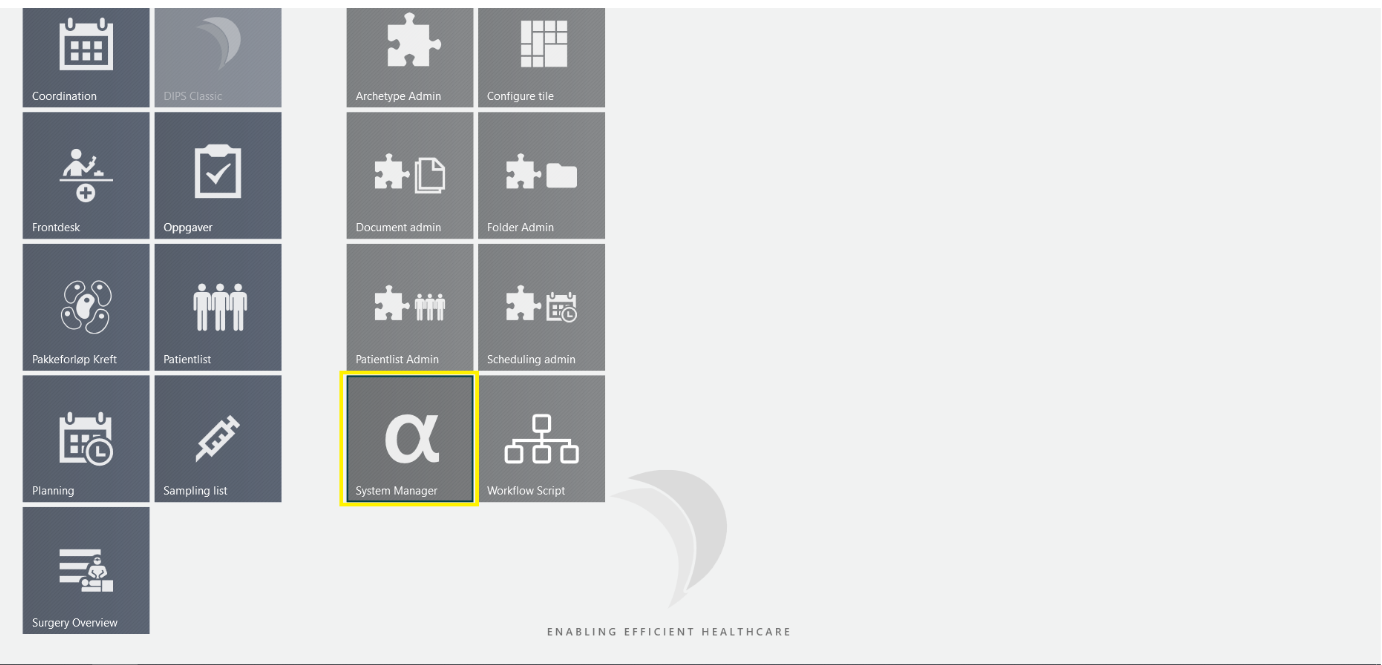 Coordination
DIPS Classic
Archetype Admin
Configure tile
Frontdesk
Oppgaver
Document admin
Folder Admin
Pakkeforløp Kreft
Patientlist
Patientlist Admin
Scheduling admin
Planning
Sampling list
α
System Manager
Workflow Script
Surgery Overview
ENABLING EFFICIENT HEALTHCARE